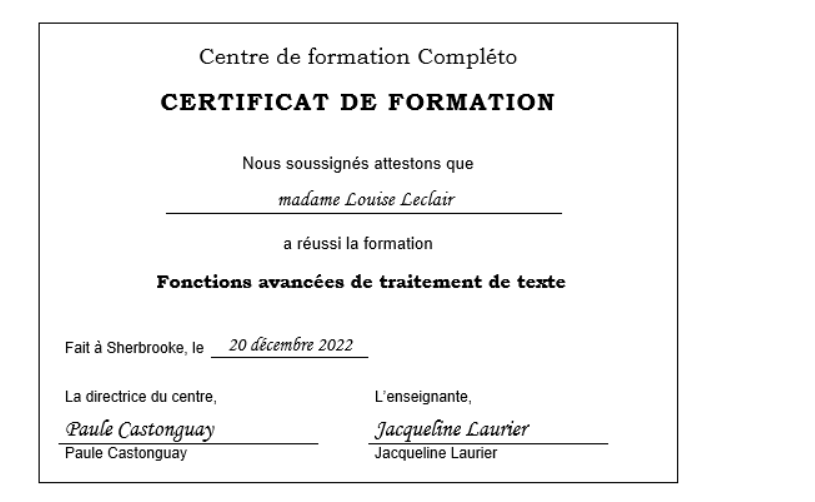 Centre de formation Compléto
CERTIFICAT DE FORMATION
Nous soussignés attestons que
madame Louise Leclair
a réussi la formation
Fonctions avancées de traitement de texte
Fait à Sherbrooke, le 20 décembre 2022
La directrice du centre, L'enseignante,
Paule Castonguay Jacqueline Laurier
Paule Castonguay Jacqueline Laurier